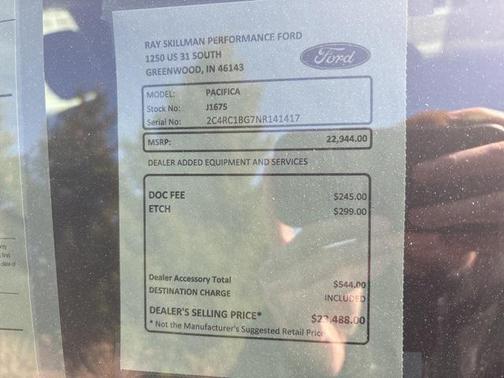 RAY SKILLMAN PERFORMANCE FORD
1250 US 31 SOUTH
GREENWOOD, IN 46143
Ford
MODEL: PACIFICA
Stock No: J1675
Serial No: 2C4RC1BG7NR141417
MSRP: 22,944.00
DEALER ADDED EQUIPMENT AND SERVICES
DOC FEE $245.00
ETCH $299.00
Dealer Accessory Total $544.00
DESTINATION CHARGE INCLUDED
DEALER'S SELLING PRICE* $23,488.00
* Not the Manufacturer's Suggested Retail Price